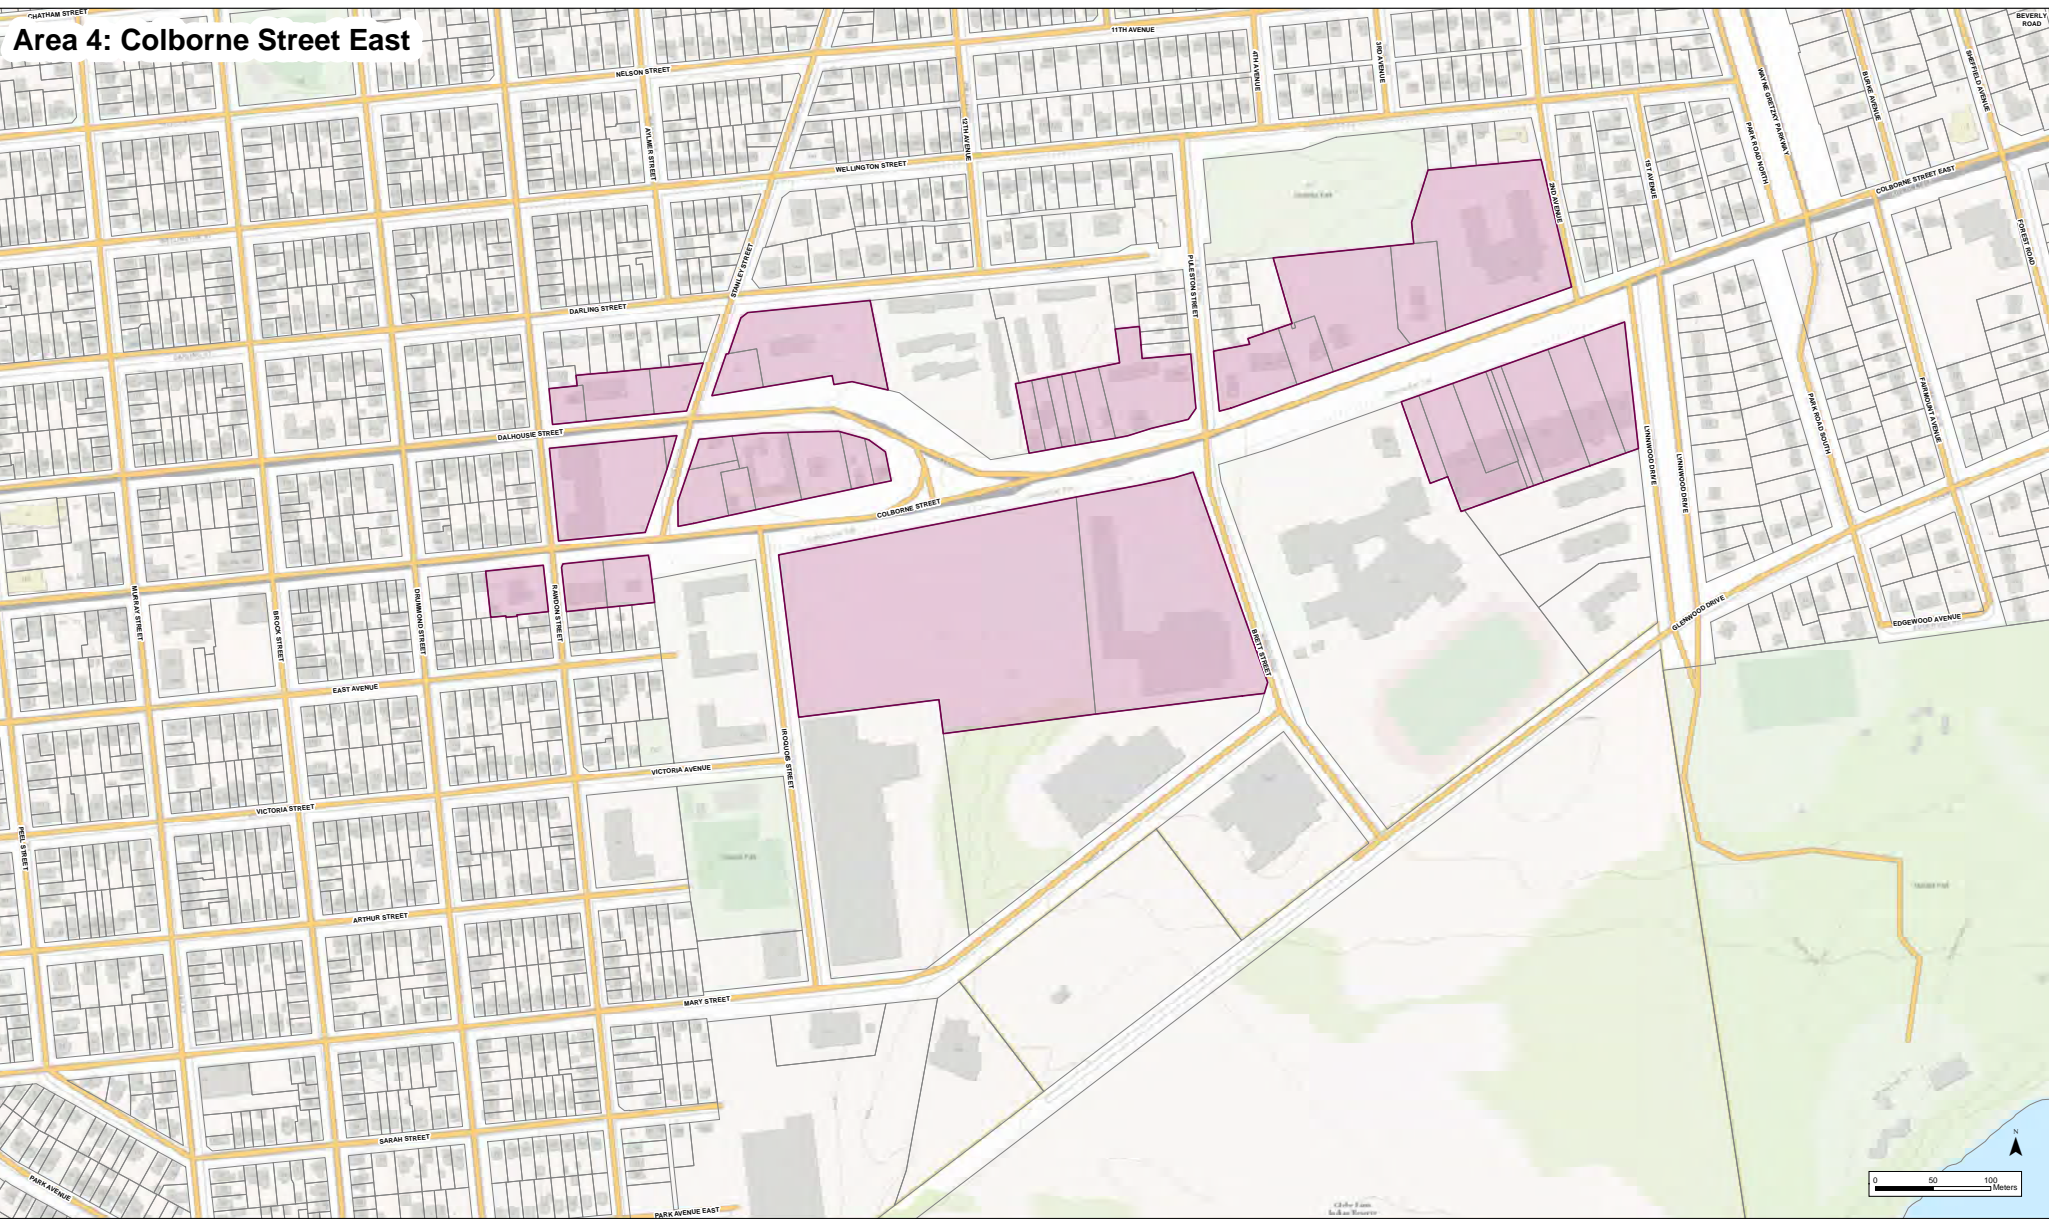 CHATHAM STREET
Area 4: Colborne Street East
NELSON STREET
11TH AVENUE
BEVERLY
ROAD
AYLMER STREET
12TH AVENUE
4TH AVENUE
3RD AVENUE
WAYNE GRETZKY PARKWAY
PARK ROAD NORTH
BURKE AVENUE
SHEFFIELD AVENUE
WELLINGTON STREET
2ND AVENUE
1ST AVENUE
COLBORNE STREET EAST
FOREST ROAD
STANLEY STREET
PULESTON STREET
DARLING STREET
DALHOUSIE STREET
COLBORNE STREET
LYNNWOOD DRIVE
LYNNWOOD DRIVE
PARK ROAD SOUTH
FAIRMOUNT AVENUE
MURRAY STREET
BROCK STREET
DRUMMOND STREET
RAWDON STREET
BRETT STREET
GLENWOOD DRIVE
EDGEWOOD AVENUE
EAST AVENUE
IROQUOIS STREET
VICTORIA AVENUE
VICTORIA STREET
PEEL STREET
ARTHUR STREET
MARY STREET
SARAH STREET
PARK AVENUE
PARK AVENUE EAST
N
0 50 100
Meters